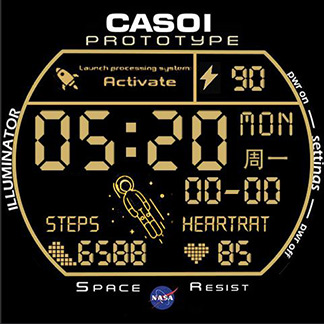 CASOI
PROTOTYPE
Launch processing system:
Activate
90
pwr on
settings
pwr off
ILLUMINATOR
05:20
MON
周一
00-00
STEPS
6588
HEARTRAT
85
SPACE RESIST
NASA